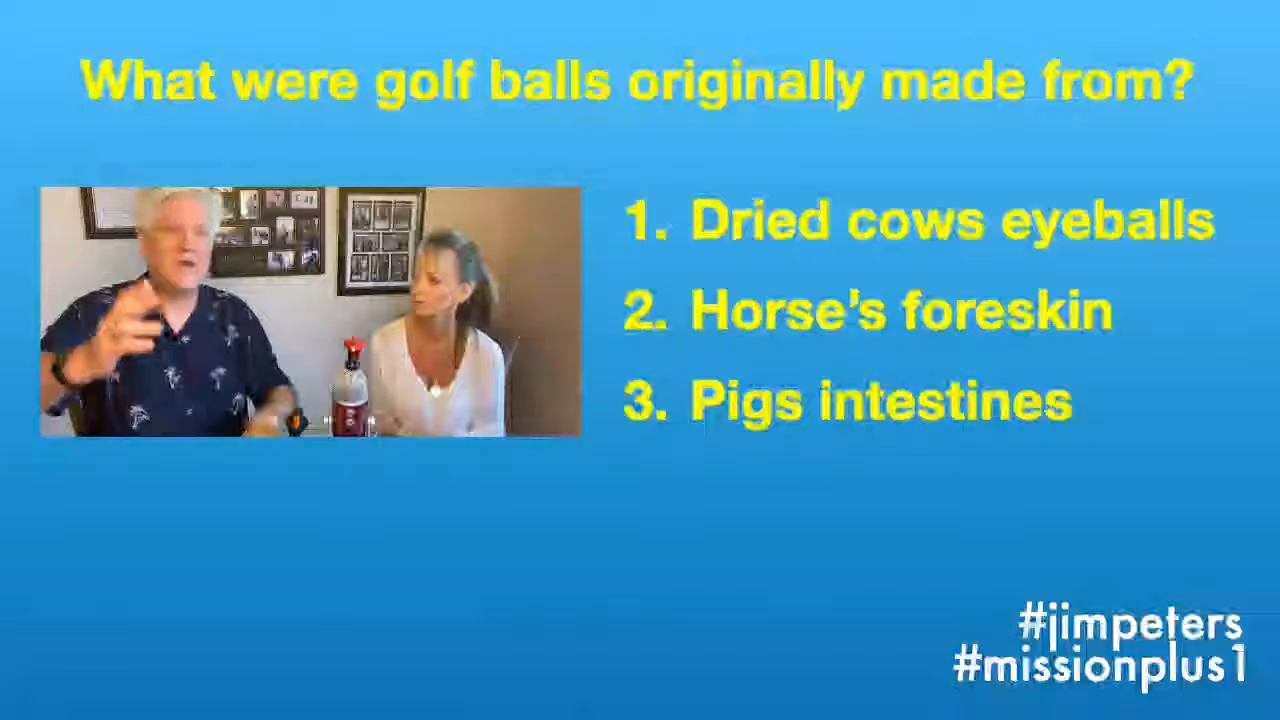 What were golf balls originally made from?
1. Dried cows eyeballs
2. Horse's foreskin
3. Pigs intestines
#jimpeters
#missionplus1